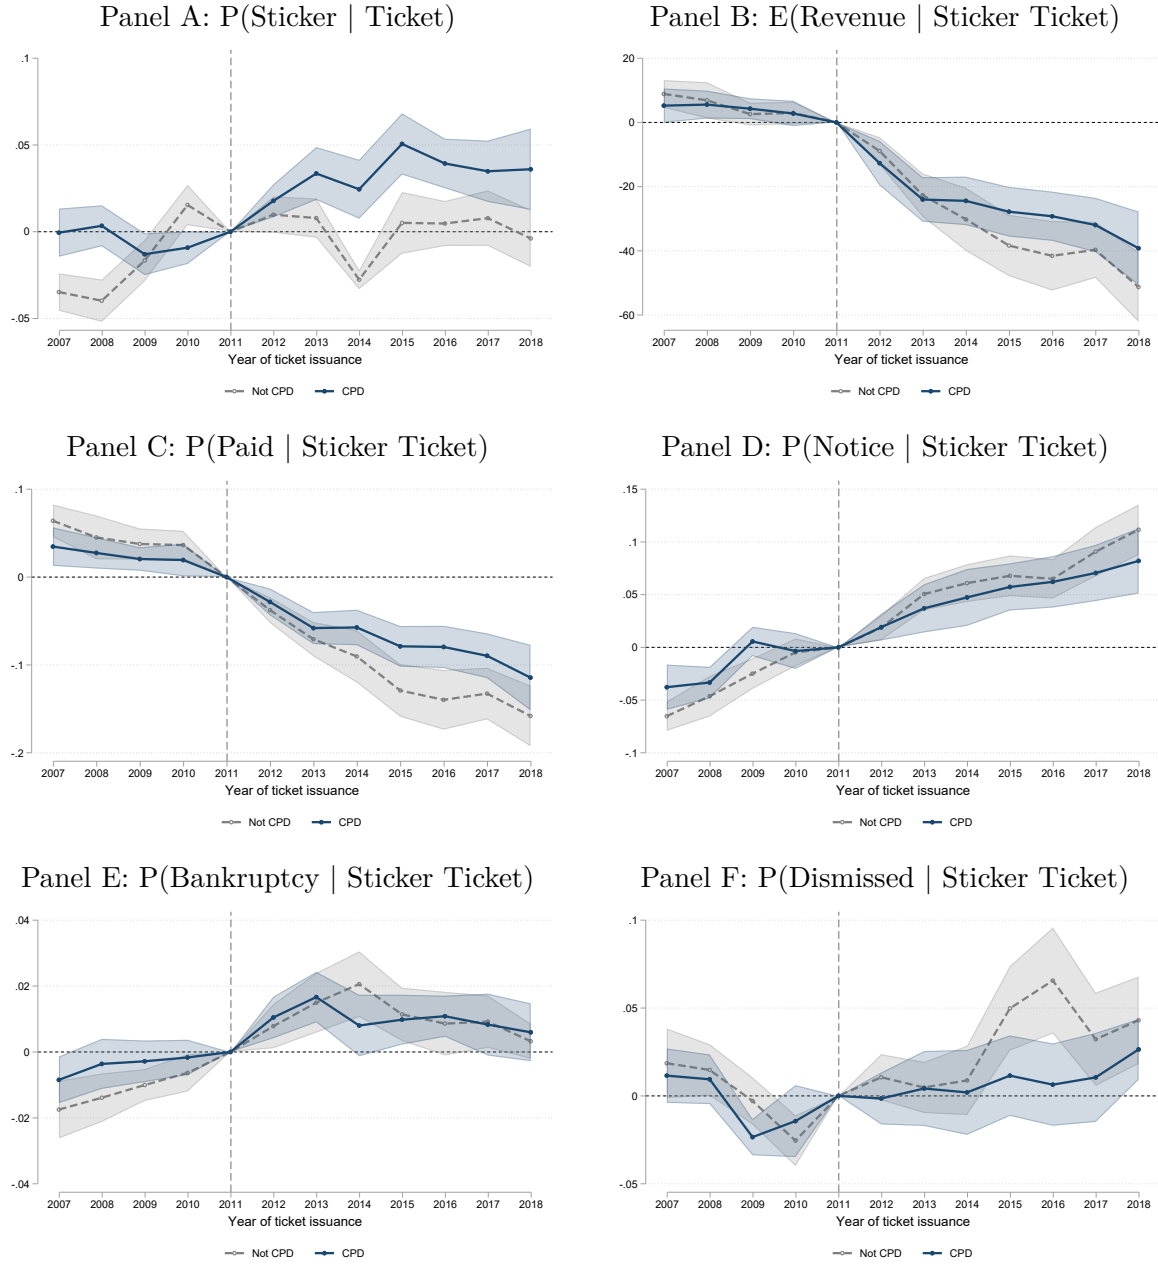 Panel A: P(Sticker | Ticket)
.1
.05
0
-.05
2007 2008 2009 2010 2011 2012 2013 2014 2015 2016 2017 2018
Year of ticket issuance
Not CPD CPD
Panel B: E(Revenue | Sticker Ticket)
20
0
-20
-40
-60
2007 2008 2009 2010 2011 2012 2013 2014 2015 2016 2017 2018
Year of ticket issuance
Not CPD CPD
Panel C: P(Paid | Sticker Ticket)
.1
0
-.1
-.2
2007 2008 2009 2010 2011 2012 2013 2014 2015 2016 2017 2018
Year of ticket issuance
Not CPD CPD
Panel D: P(Notice | Sticker Ticket)
.15
.1
.05
0
-.05
-.1
2007 2008 2009 2010 2011 2012 2013 2014 2015 2016 2017 2018
Year of ticket issuance
Not CPD CPD
Panel E: P(Bankruptcy | Sticker Ticket)
.04
.02
0
-.02
-.04
2007 2008 2009 2010 2011 2012 2013 2014 2015 2016 2017 2018
Year of ticket issuance
Not CPD CPD
Panel F: P(Dismissed | Sticker Ticket)
.1
.05
0
-.05
2007 2008 2009 2010 2011 2012 2013 2014 2015 2016 2017 2018
Year of ticket issuance
Not CPD CPD